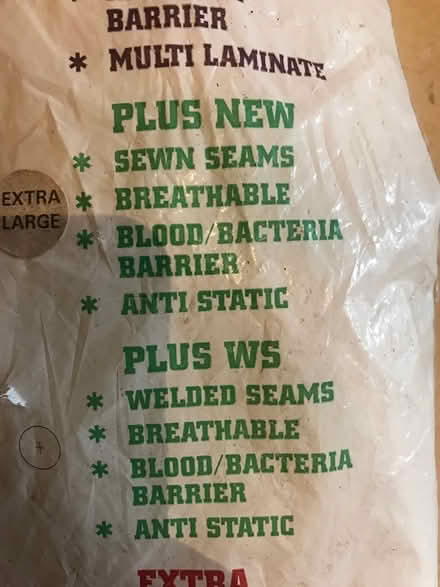 BARRIER
* MULTI LAMINATE
PLUS NEW
* SEWN SEAMS
* BREATHABLE
* BLOOD/BACTERIA
BARRIER
* ANTI STATIC
EXTRA
LARGE
PLUS WS
* WELDED SEAMS
* BREATHABLE
* BLOOD/BACTERIA
BARRIER
* ANTI STATIC
EXTRA